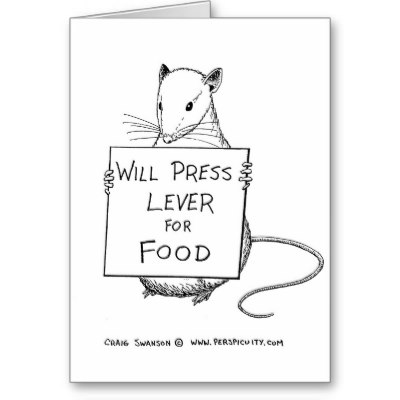 WILL PRESS
LEVER
FOR
FOOD
CRAIG SWANSON © WWW.PERSPICUITY.COM